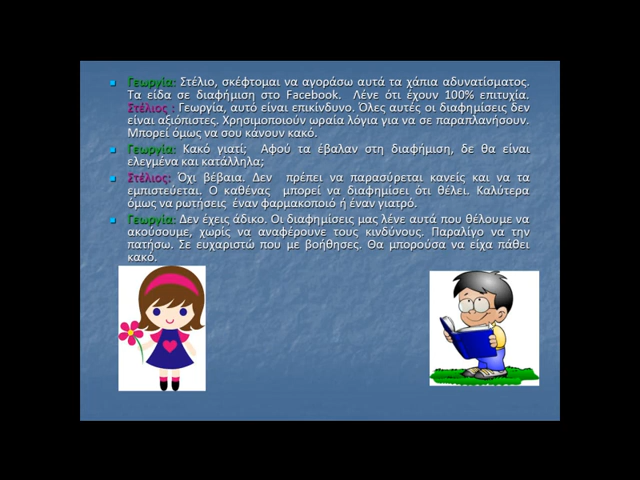 Γεωργία: Στέλιο, σκέφτομαι να αγοράσω αυτά τα χάπια αδυνατίσματος.
Τα είδα σε διαφήμιση στο Facebook. Λένε ότι έχουν 100% επιτυχία.
Στέλιος : Γεωργία, αυτό είναι επικίνδυνο. Όλες αυτές οι διαφημίσεις δεν
είναι αξιόπιστες. Χρησιμοποιούν ωραία λόγια για να σε παραπλανήσουν.
Μπορεί όμως να σου κάνουν κακό.
Γεωργία: Κακό γιατί; Αφού τα έβαλαν στη διαφήμιση, δε θα είναι
ελεγμένα και κατάλληλα;
Στέλιος: Όχι βέβαια. Δεν πρέπει να παρασύρεται κανείς και να τα
εμπιστεύεται. Ο καθένας μπορεί να διαφημίσει ότι θέλει. Καλύτερα
όμως να ρωτήσεις έναν φαρμακοποιό ή έναν γιατρό.
Γεωργία: Δεν έχεις άδικο. Οι διαφημίσεις μας λένε αυτά που θέλουμε να
ακούσουμε, χωρίς να αναφέρουνε τους κινδύνους. Παραλίγο να την
πατήσω. Σε ευχαριστώ που με βοήθησες. Θα μπορούσα να είχα πάθει
κακό.